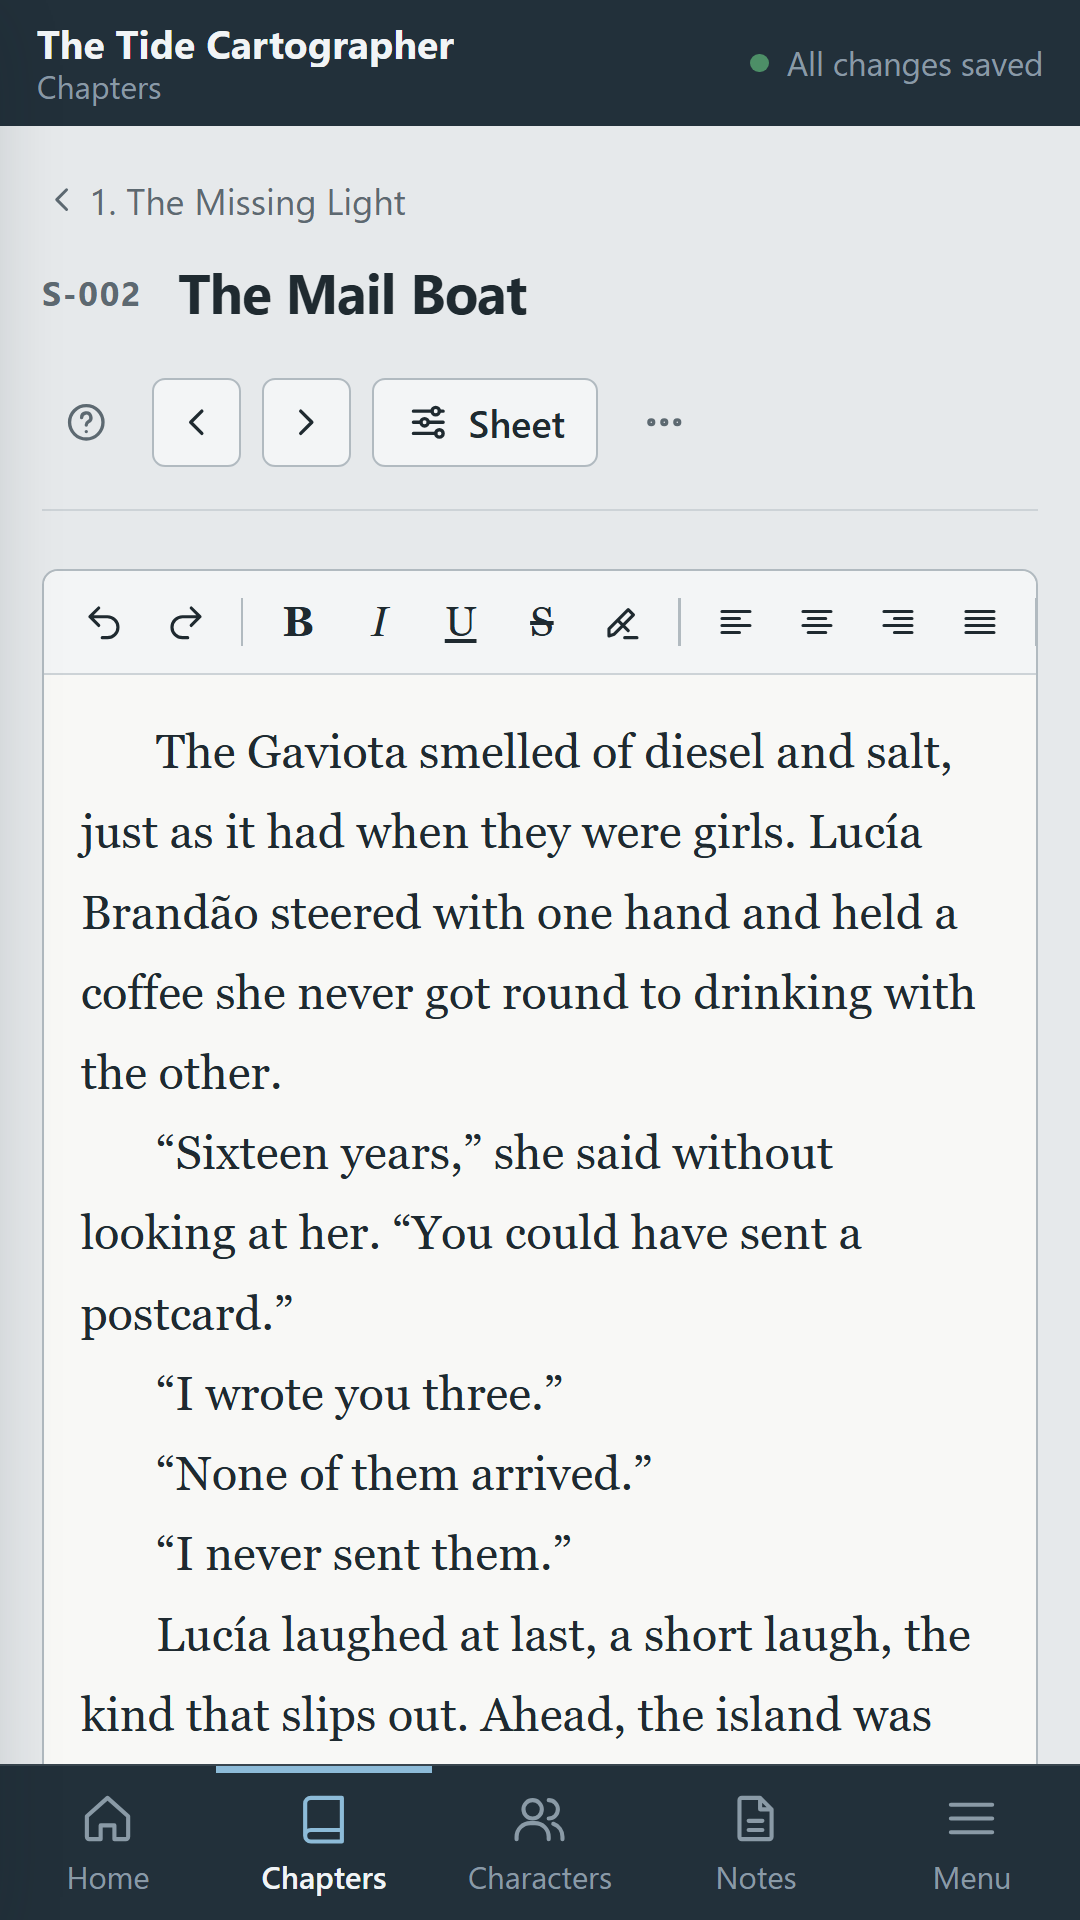 The Tide Cartographer
Chapters
All changes saved
1. The Missing Light
S-002 The Mail Boat
Sheet
B I U S
The Gaviota smelled of diesel and salt,
just as it had when they were girls. Lucía
Brandão steered with one hand and held a
coffee she never got round to drinking with
the other.
“Sixteen years,” she said without
looking at her. “You could have sent a
postcard.”
“I wrote you three.”
“None of them arrived.”
“I never sent them.”
Lucía laughed at last, a short laugh, the
kind that slips out. Ahead, the island was
Home
Chapters
Characters
Notes
Menu